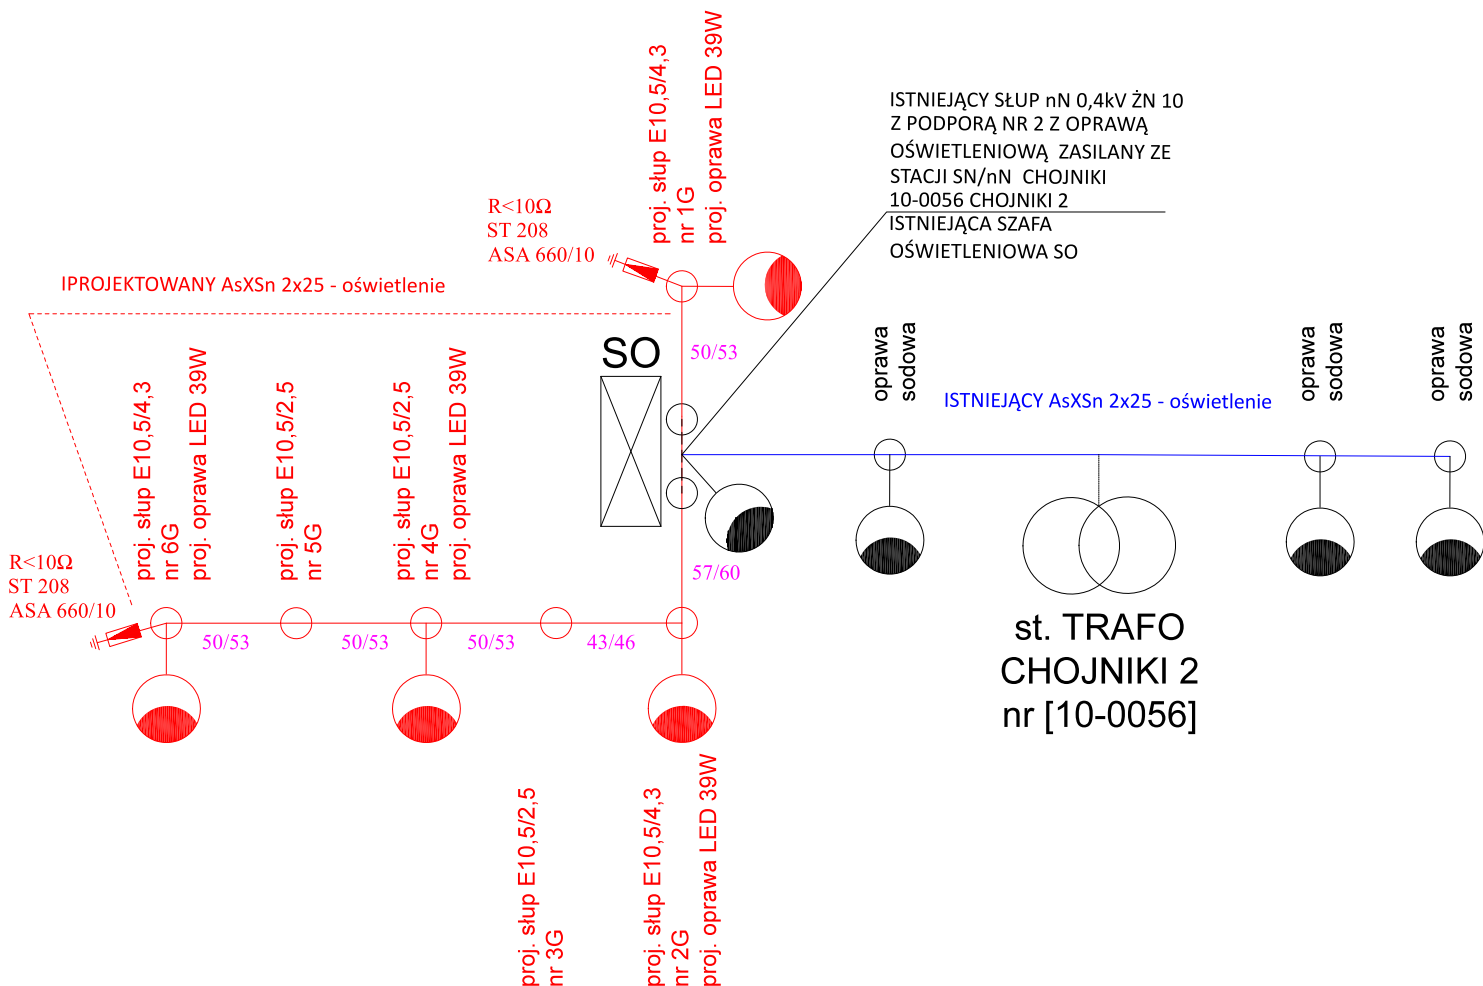 proj. słup E10,5/4,3
nr 1G
proj. oprawa LED 39W
ISTNIEJĄCY SŁUP nN 0,4kV ŻN 10
Z PODPORĄ NR 2 Z OPRAWĄ
OŚWIETLENIOWĄ ZASILANY ZE
STACJI SN/nN CHOJNIKI
10-0056 CHOJNIKI 2
ISTNIEJĄCA SZAFA
OŚWIETLENIOWA SO
R<10Ω
ST 208
ASA 660/10
IPROJEKTOWANY AsXSn 2x25 - oświetlenie
SO
50/53
oprawa
sodowa
ISTNIEJĄCY AsXSn 2x25 - oświetlenie
oprawa
sodowa
oprawa
sodowa
proj. słup E10,5/4,3
nr 6G
proj. oprawa LED 39W
proj. słup E10,5/2,5
nr 5G
proj. słup E10,5/2,5
nr 4G
proj. oprawa LED 39W
R<10Ω
ST 208
ASA 660/10
57/60
50/53
50/53
50/53
43/46
st. TRAFO
CHOJNIKI 2
nr [10-0056]
proj. słup E10,5/2,5
nr 3G
proj. słup E10,5/4,3
nr 2G
proj. oprawa LED 39W